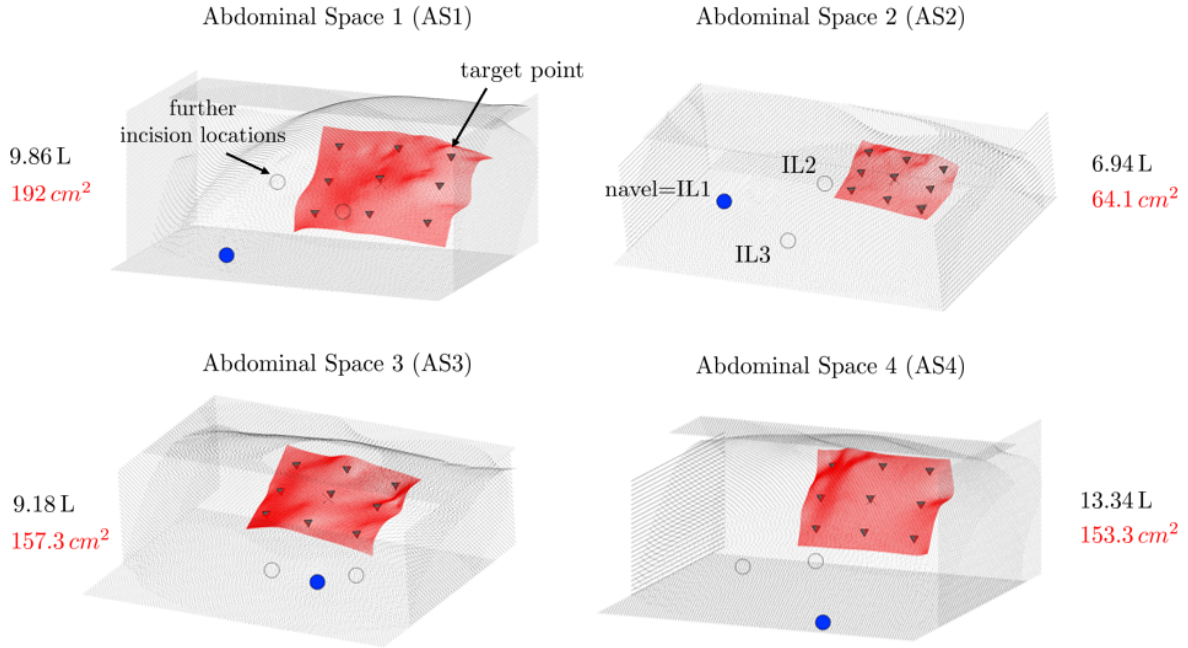 Abdominal Space 1 (AS1)
Abdominal Space 2 (AS2)
target point
further
incision locations
9.86 L
192 cm²
IL2
navel=IL1
IL3
6.94 L
64.1 cm²
Abdominal Space 3 (AS3)
Abdominal Space 4 (AS4)
9.18 L
157.3 cm²
13.34 L
153.3 cm²